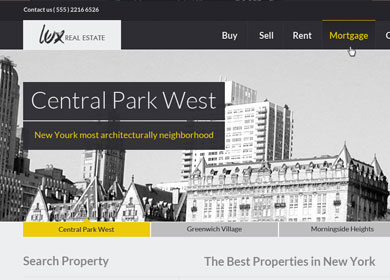 Contact us ( 555 ) 2216 6526
lux REAL ESTATE
Buy Sell Rent Mortgage
Central Park West
New Yourk most architecturally neighborhood
Central Park West Greenwich Village Morningside Heights
Search Property The Best Properties in New York